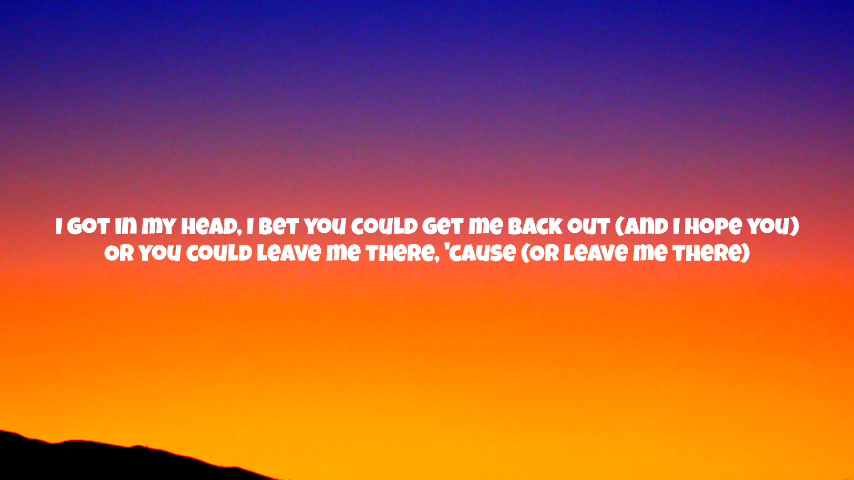 I got in my head, I bet you could get me back out (and I hope you)
Or you could leave me there, 'cause (or leave me there)